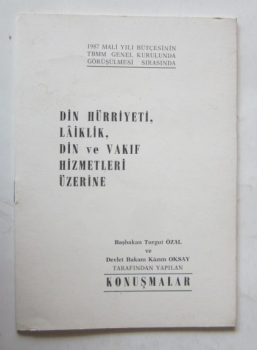 1987 MALİ YILI BÜTÇESİNİN
TBMM GENEL KURULUNDA
GÖRÜŞÜLMESİ SIRASINDA
DİN HÜRRİYETİ,
LÂİKLİK,
DİN ve VAKIF
HİZMETLERİ
ÜZERİNE
Başbakan Turgut ÖZAL
ve
Devlet Bakanı Kâzım OKSAY
TARAFINDAN YAPILAN
KONUŞMALAR